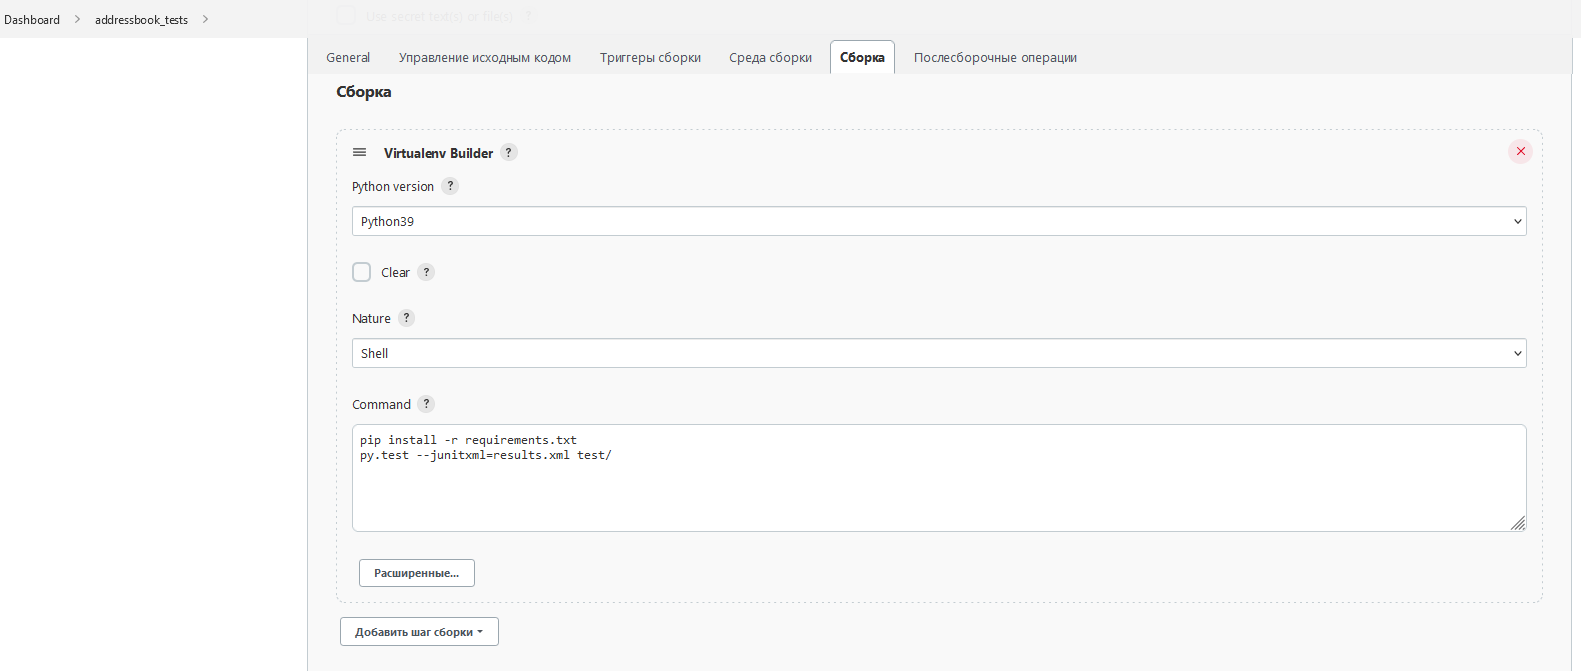 Use secret text(s) or file(s) ?
Dashboard > addressbook_tests >
General Управление исходным кодом Триггеры сборки Среда сборки Сборка Послесборочные операции
Сборка
Virtualenv Builder ?
Python version ?
Python39
Clear ?
Nature ?
Shell
Command ?
pip install -r requirements.txt
py.test --junitxml=results.xml test/
Расширенные...
Добавить шаг сборки